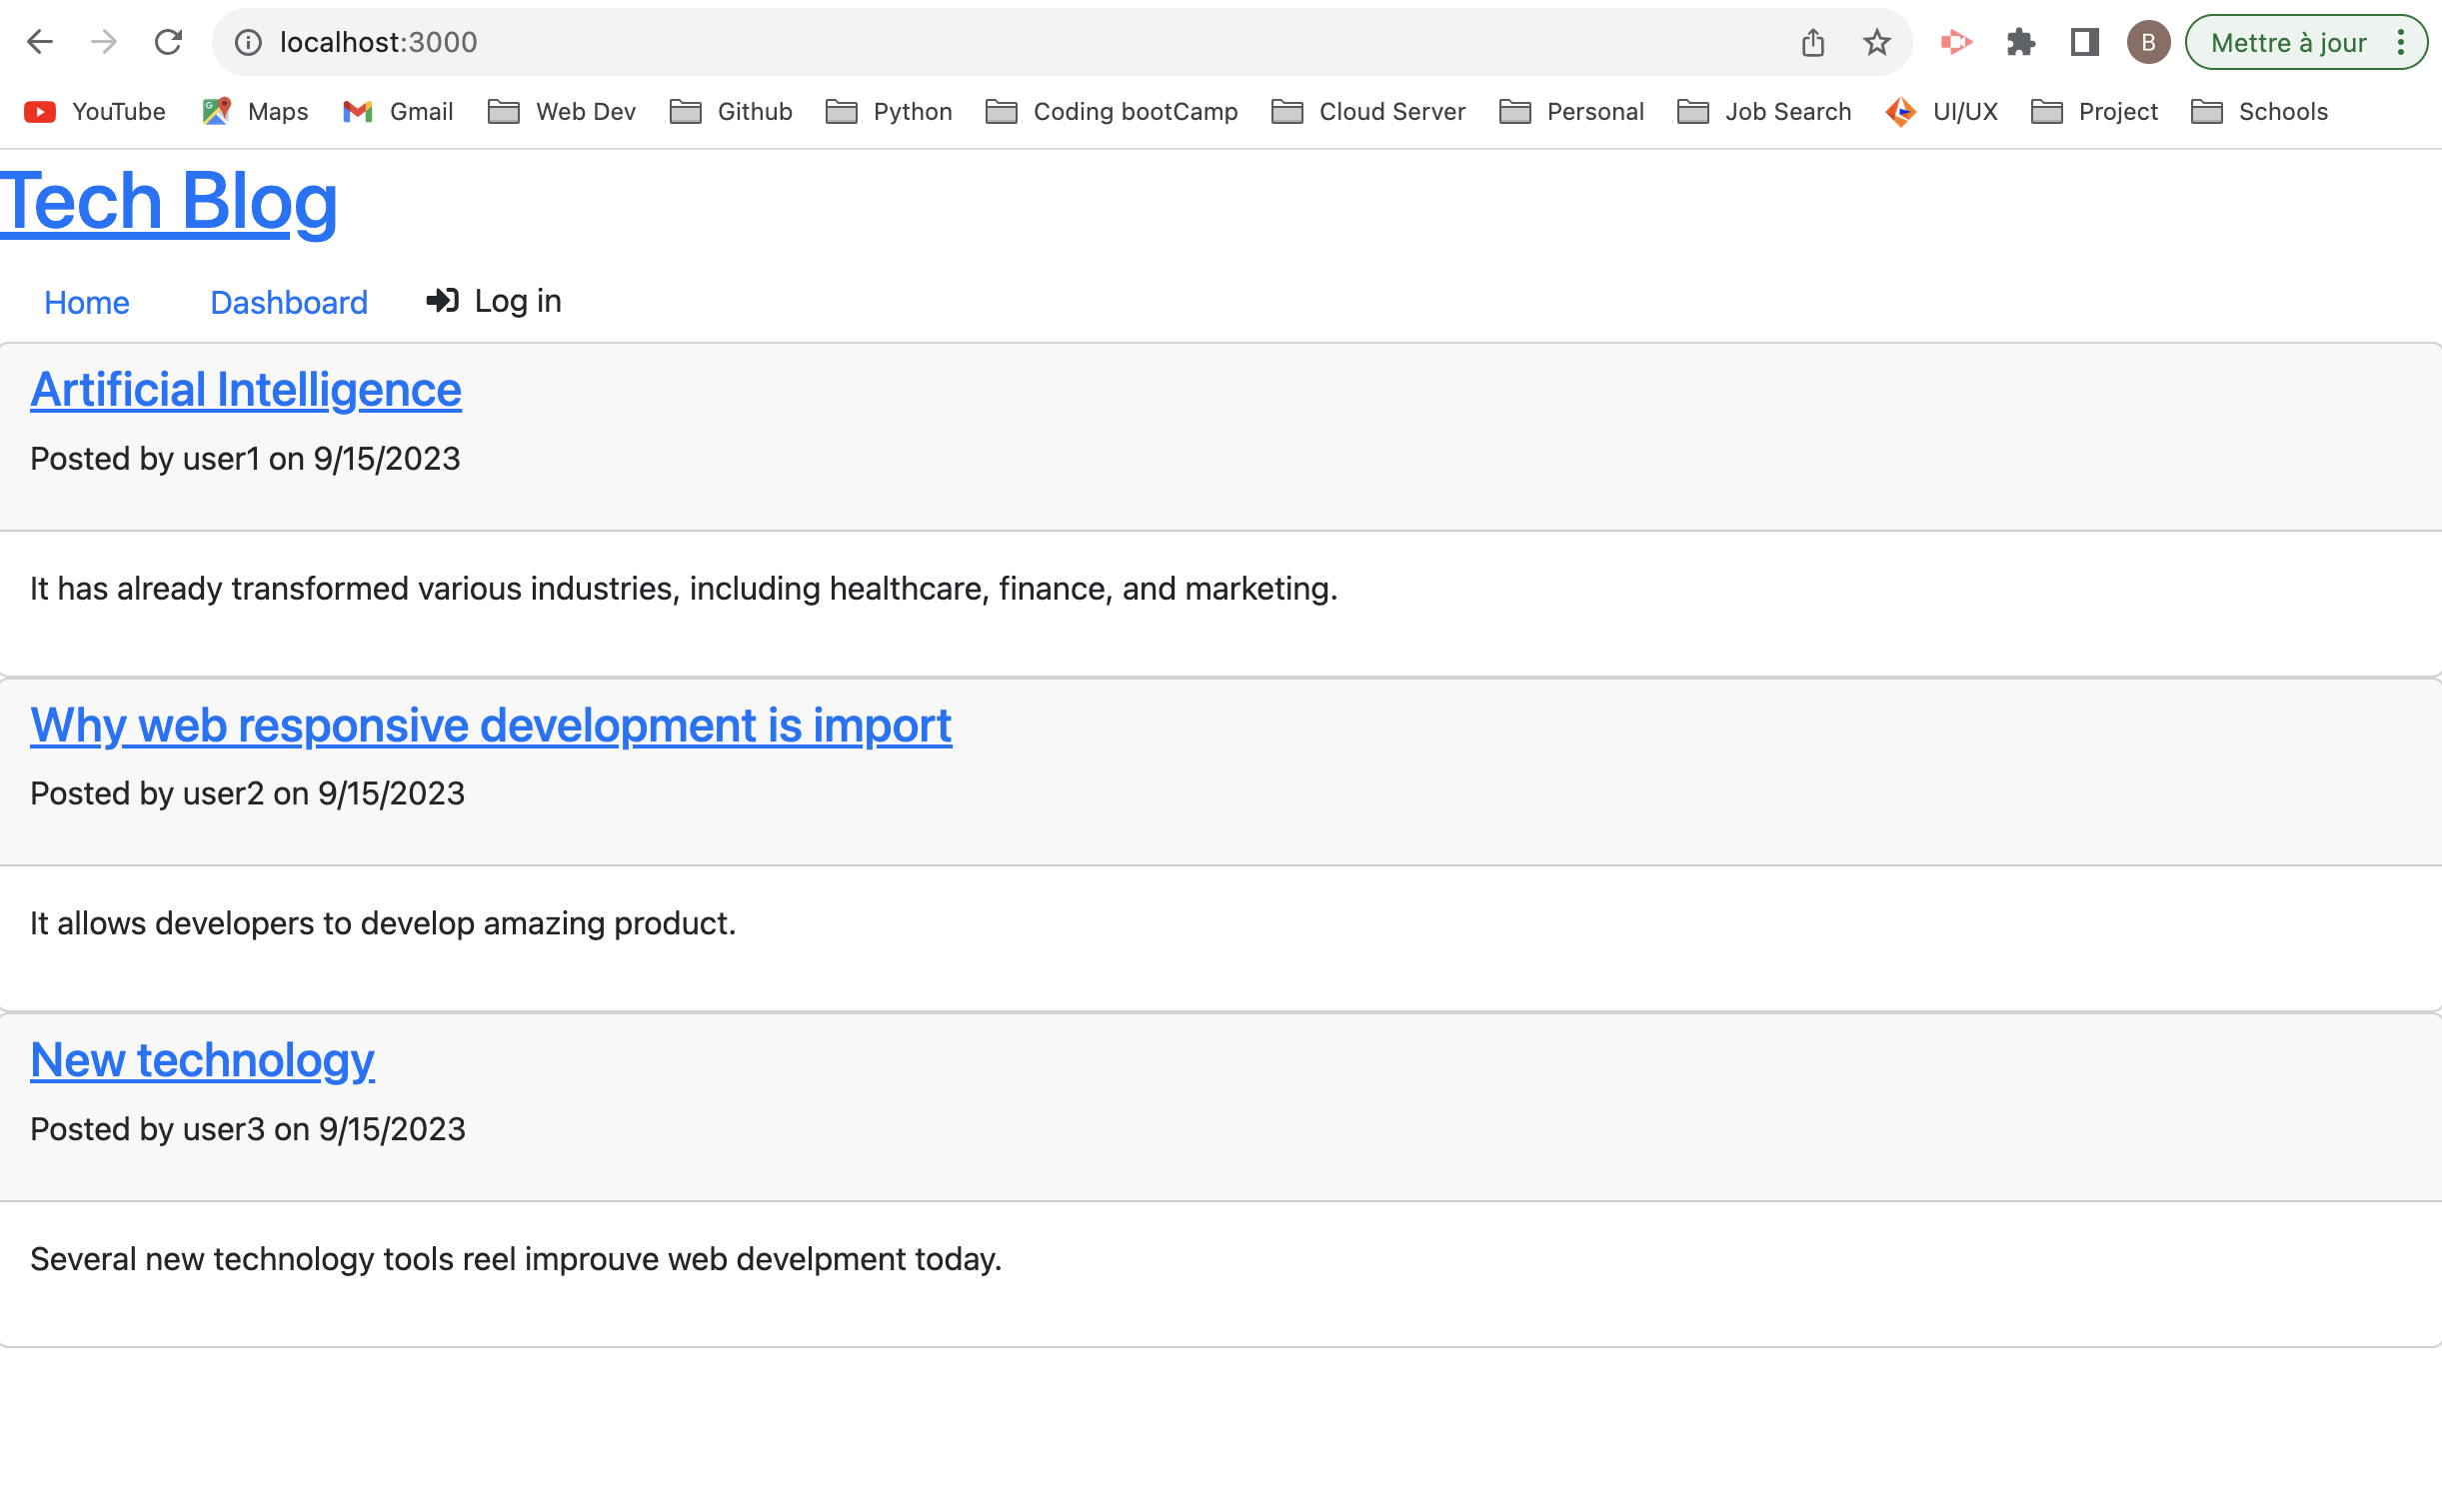 localhost:3000
B
Mettre à jour
YouTube Maps Gmail Web Dev Github Python Coding bootCamp Cloud Server Personal Job Search UI/UX Project Schools
Tech Blog
Home Dashboard Log in
Artificial Intelligence
Posted by user1 on 9/15/2023
It has already transformed various industries, including healthcare, finance, and marketing.
Why web responsive development is import
Posted by user2 on 9/15/2023
It allows developers to develop amazing product.
New technology
Posted by user3 on 9/15/2023
Several new technology tools reel improuve web develpment today.